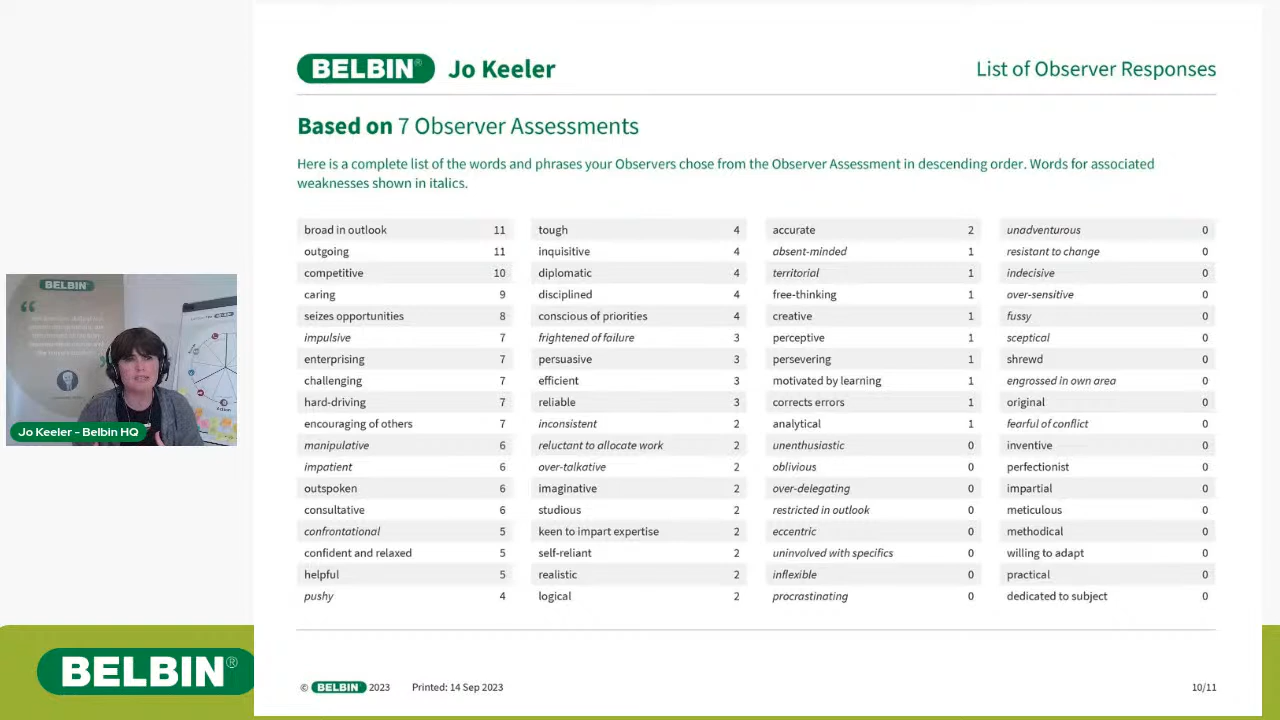 BELBIN® Jo Keeler
List of Observer Responses
Based on 7 Observer Assessments
Here is a complete list of the words and phrases your Observers chose from the Observer Assessment in descending order. Words for associated
weaknesses shown in italics.
broad in outlook 11
outgoing 11
competitive 10
caring 9
seizes opportunities 8
impulsive 7
enterprising 7
challenging 7
hard-driving 7
encouraging of others 7
manipulative 6
impatient 6
outspoken 6
consultative 6
confrontational 5
confident and relaxed 5
helpful 5
pushy 4
tough 4
inquisitive 4
diplomatic 4
disciplined 4
conscious of priorities 4
frightened of failure 3
persuasive 3
efficient 3
reliable 3
inconsistent 2
reluctant to allocate work 2
over-talkative 2
imaginative 2
studious 2
keen to impart expertise 2
self-reliant 2
realistic 2
logical 2
accurate 2
absent-minded 1
territorial 1
free-thinking 1
creative 1
perceptive 1
persevering 1
motivated by learning 1
corrects errors 1
analytical 1
unenthusiastic 0
oblivious 0
over-delegating 0
restricted in outlook 0
eccentric 0
uninvolved with specifics 0
inflexible 0
procrastinating 0
unadventurous 0
resistant to change 0
indecisive 0
over-sensitive 0
fussy 0
sceptical 0
shrewd 0
engrossed in own area 0
original 0
fearful of conflict 0
inventive 0
perfectionist 0
impartial 0
meticulous 0
methodical 0
willing to adapt 0
practical 0
dedicated to subject 0
BELBIN
Action
Jo Keeler - Belbin HQ
BELBIN®
© BELBIN 2023 Printed: 14 Sep 2023
10/11